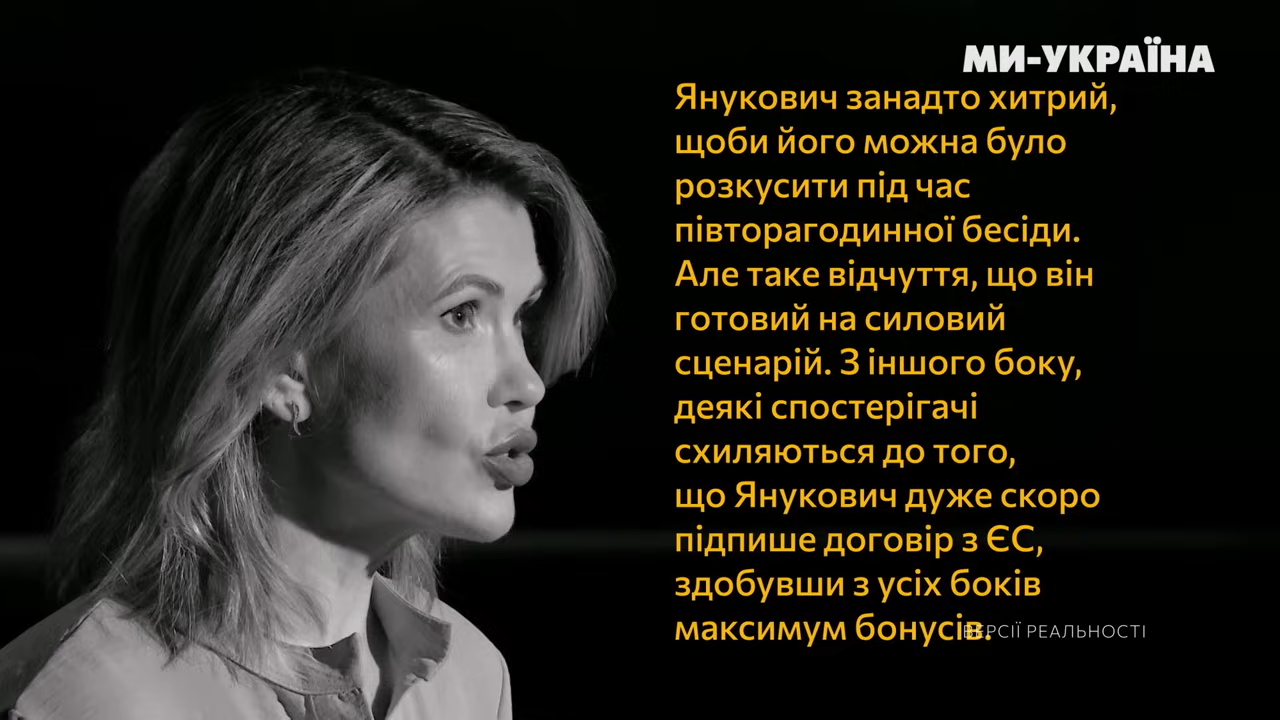 МИ-УКРАЇНА
Янукович занадто хитрий,
щоби його можна було
розкусити під час
півторагодинної бесіди.
Але таке відчуття, що він
готовий на силовий
сценарій. З іншого боку,
деякі спостерігачі
схиляються до того,
що Янукович дуже скоро
підпише договір з ЄС,
здобувши з усіх боків
максимум бонусів.
ВЕРСІЇ РЕАЛЬНОСТІ